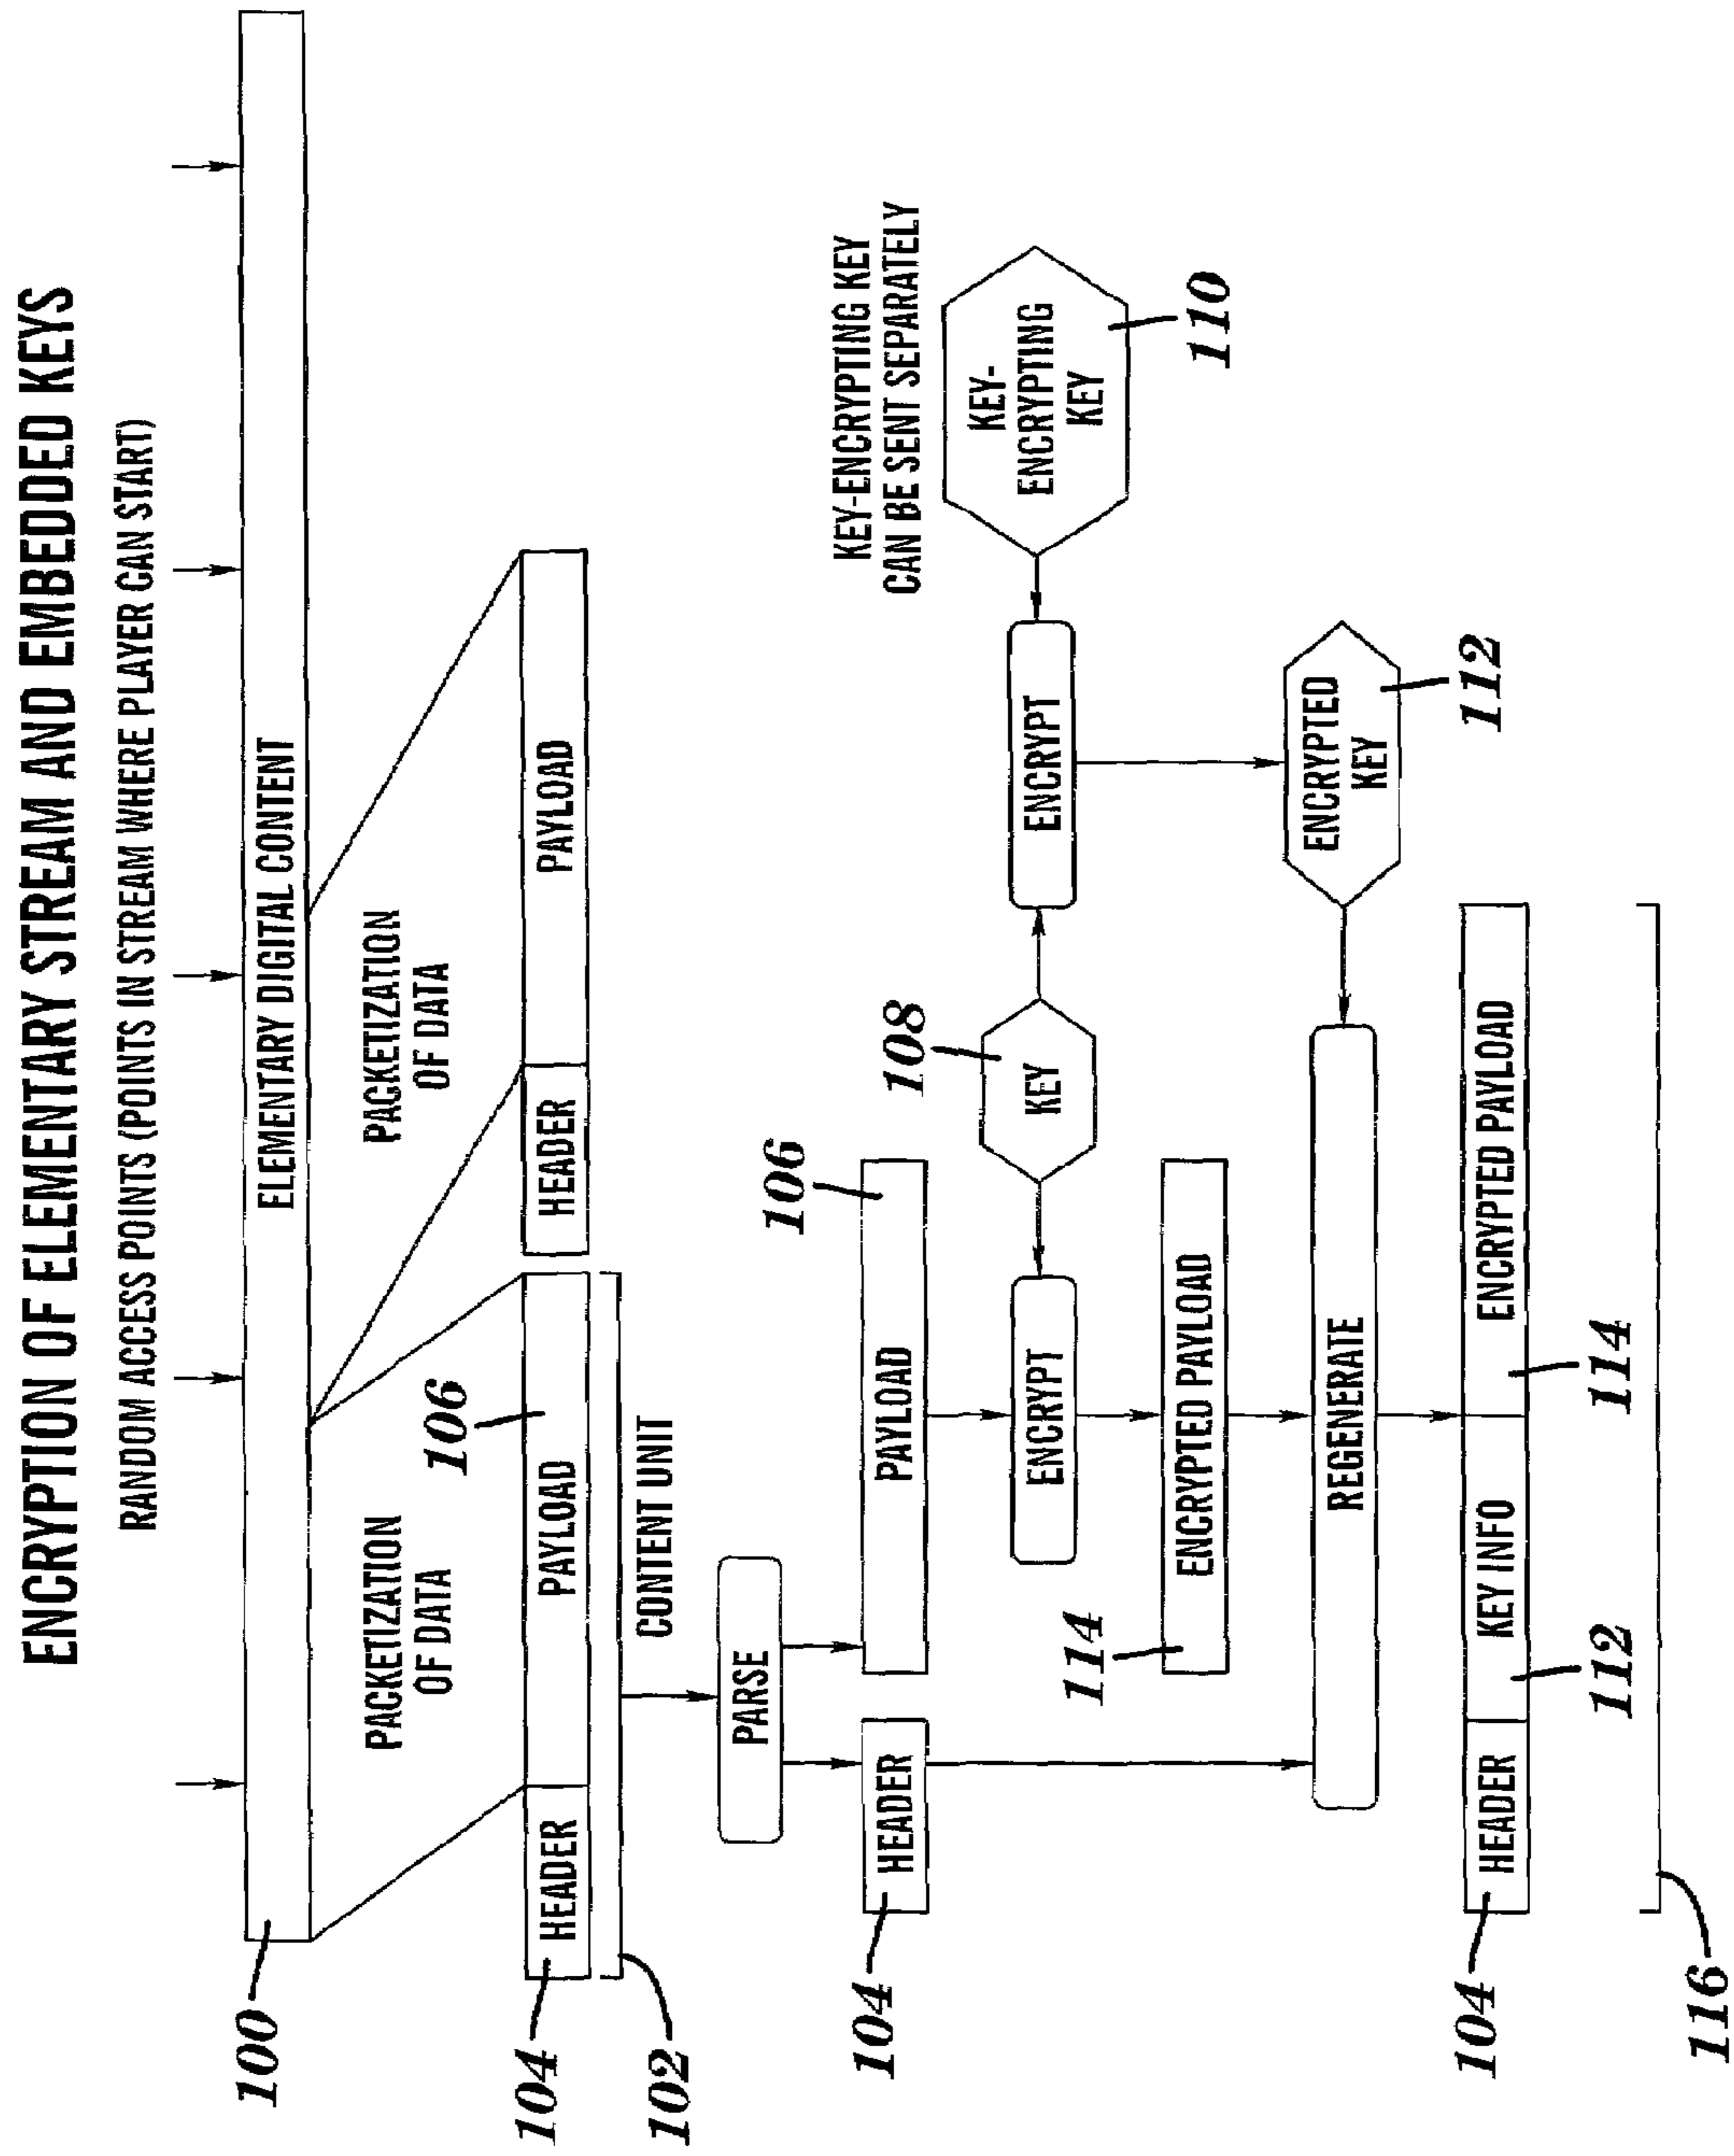 ENCRYPTION OF ELEMENTARY STREAM AND EMBEDDED KEYS
RANDOM ACCESS POINTS (POINTS IN STREAM WHERE PLAYER CAN START)
100
ELEMENTARY DIGITAL CONTENT
PACKETIZATION
OF DATA
PACKETIZATION
OF DATA
106
104
HEADER
PAYLOAD
HEADER
PAYLOAD
102
CONTENT UNIT
PARSE
106
KEY-ENCRYPTING KEY
CAN BE SENT SEPARATELY
104
HEADER
PAYLOAD
108
ENCRYPT
KEY
ENCRYPT
KEY-
ENCRYPTING
KEY
110
114
ENCRYPTED PAYLOAD
REGENERATE
ENCRYPTED
KEY
112
104
HEADER
KEY INFO
ENCRYPTED PAYLOAD
112
114
116